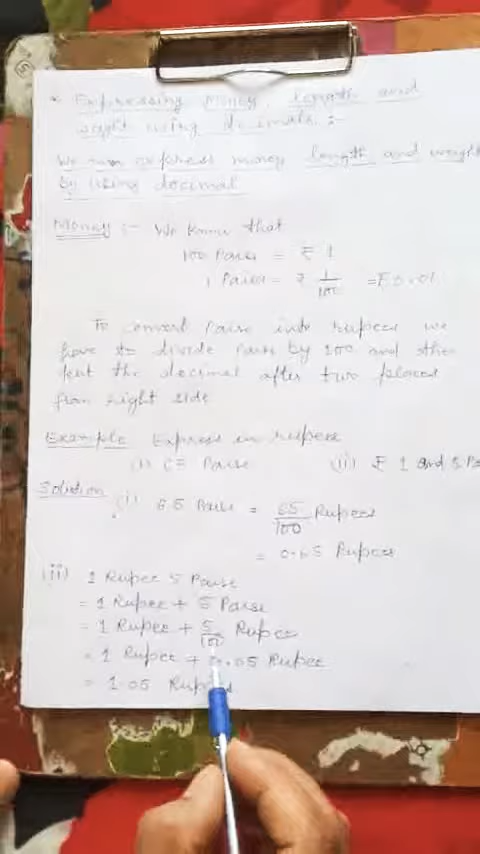 * Expressing Money, length and
weight using decimals :-
We can express money length and weight
by using decimal
Money :- We know that
100 Paise = ₹ 1
1 Paise = ₹ 1/100 = ₹ 0.01
To convert Paise into rupees we
have to divide Paise by 100 and then
put the decimal after two places
from right side
Example Express in rupees
(i) 65 Paise (ii) ₹ 1 and 5 Pa
Solution (i) 65 Paise = 65/100 Rupees
= 0.65 Rupees
(ii) 1 Rupee 5 Paise
= 1 Rupee + 5 Paise
= 1 Rupee + 5/100 Rupee
= 1 Rupee + 0.05 Rupee
= 1.05 Rupees